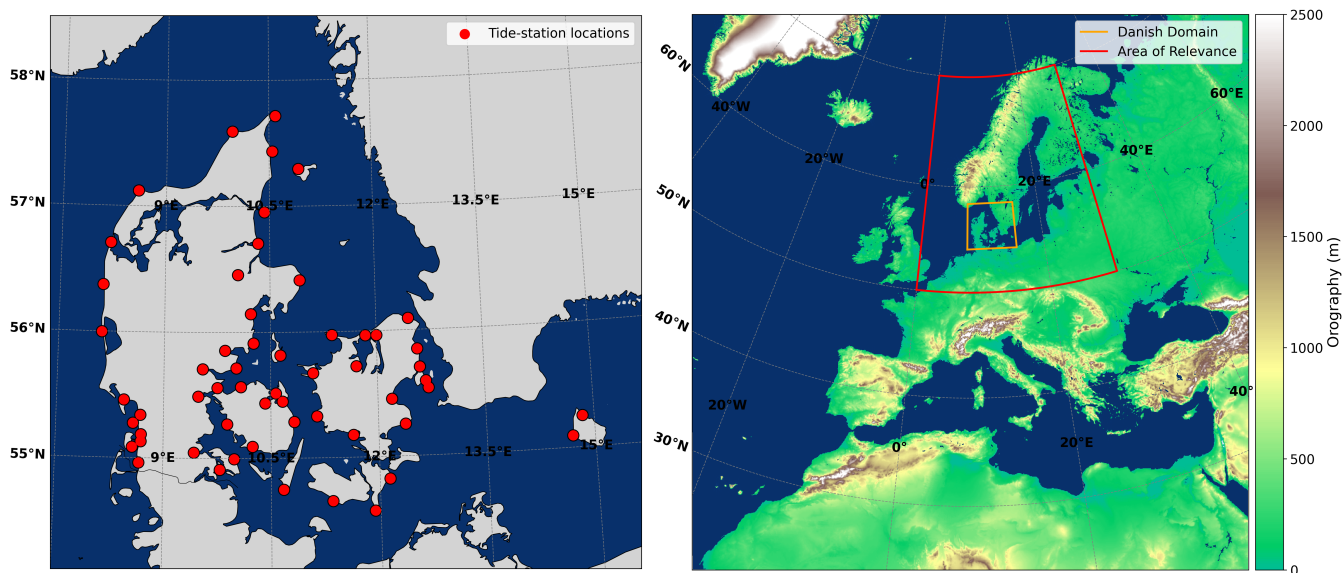 Tide-station locations
58°N
57°N
56°N
55°N
9°E
10.5°E
12°E
13.5°E
15°E
9°E
10.5°E
12°E
13.5°E
15°E
Danish Domain
Area of Relevance
60°N
50°N
40°N
30°N
40°W
20°W
0°
20°E
40°E
60°E
20°W
0°
20°E
40°
2500
2000
1500
1000
500
0
Orography (m)